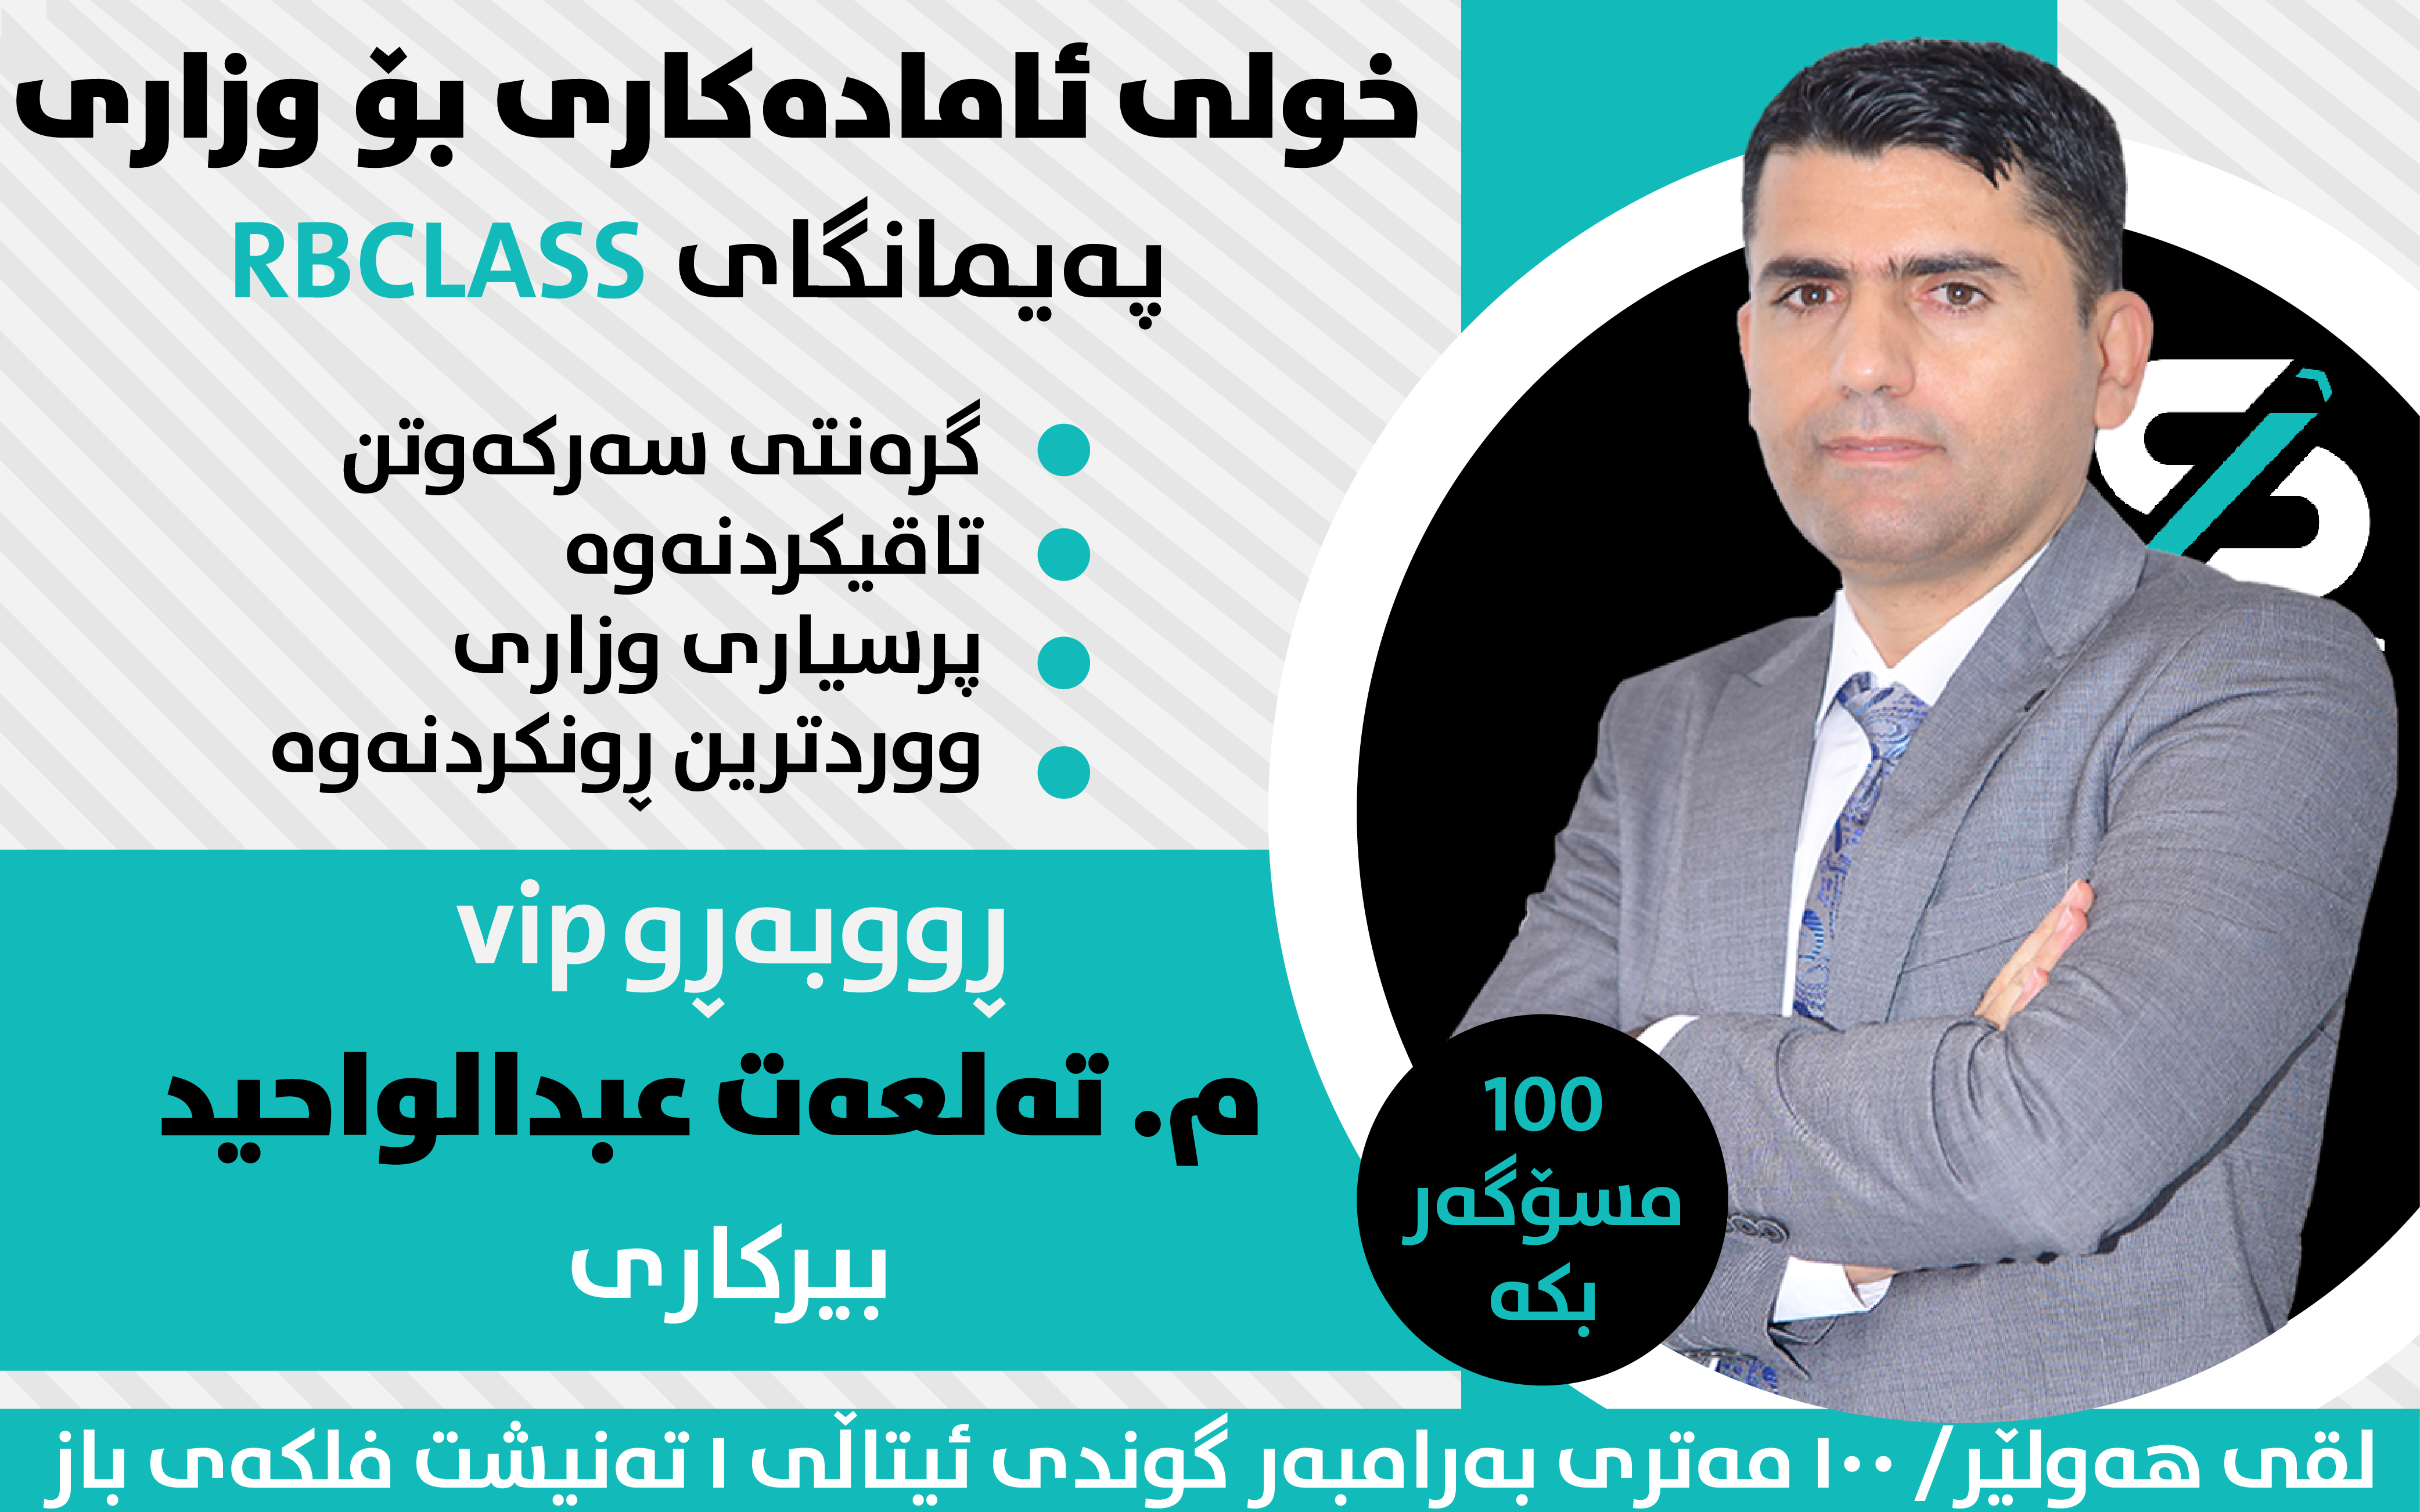 خولی ئامادەکاری بۆ وزاری
پەیمانگای RBCLASS
گرەنتی سەرکەوتن
تاقیکردنەوە
پرسیاری وزاری
ووردترین ڕونکردنەوە
ڕووبەڕو vip
م. تەلعەت عبدالواحید
بیرکاری
100
مسۆگەر
بکە
لقی هەولێر/ ١٠٠ مەتری بەرامبەر گوندی ئیتاڵی ١ تەنیشت فلکەی باز